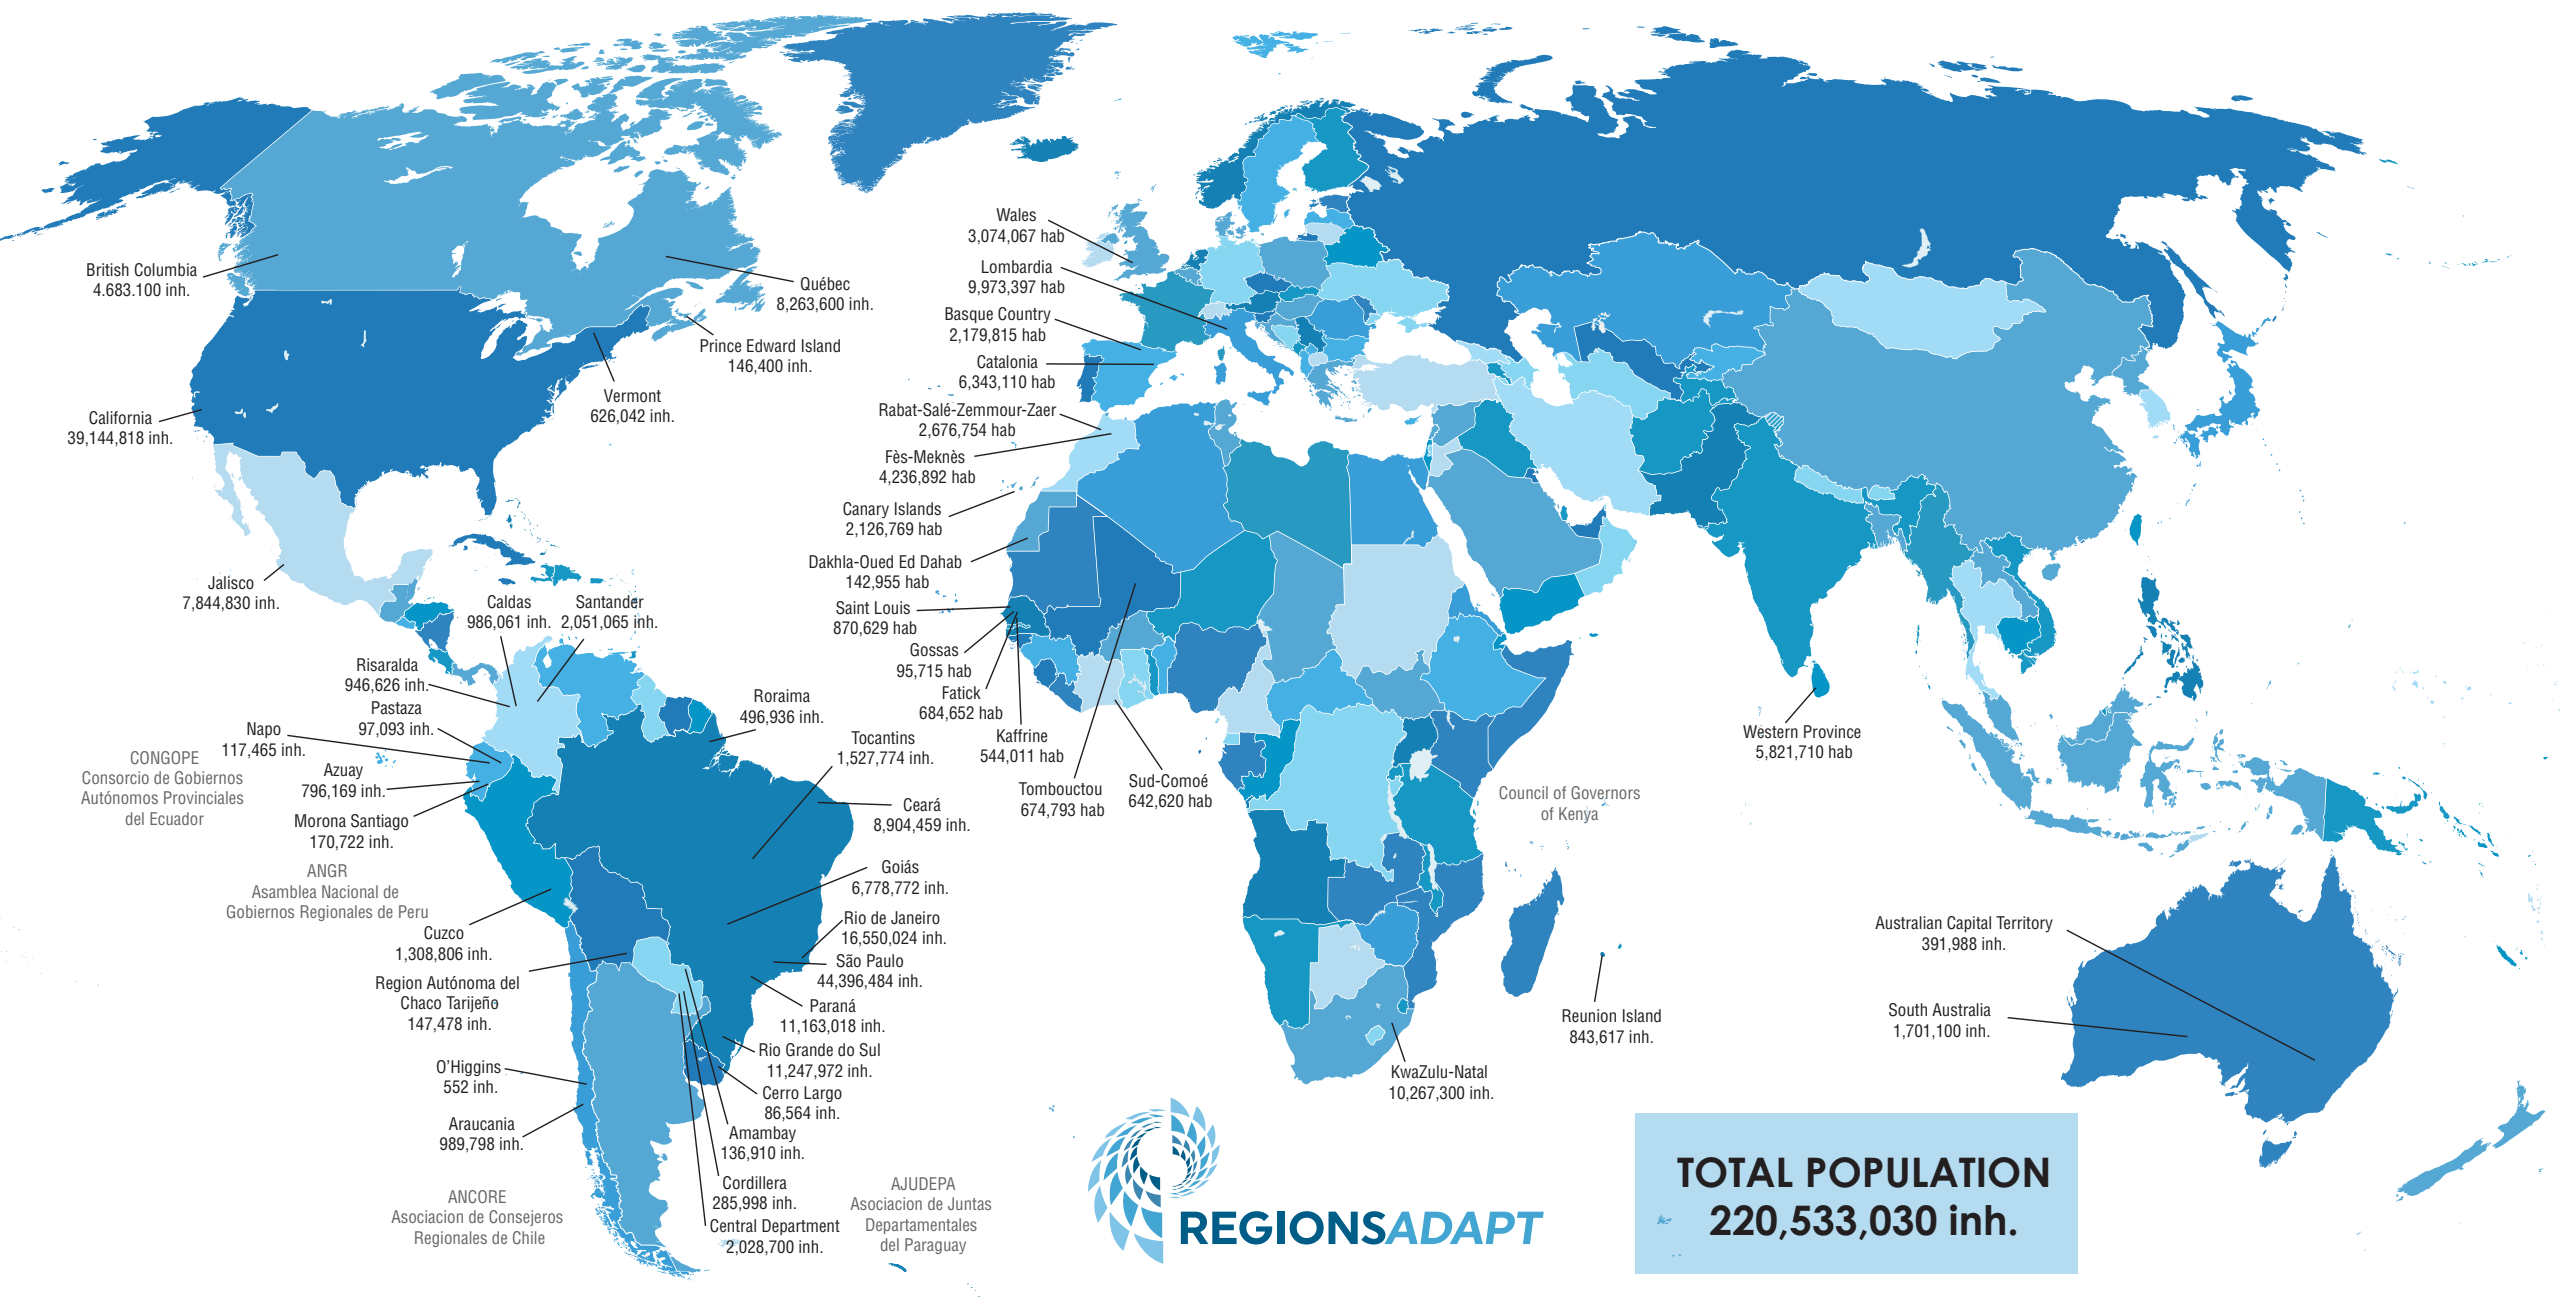 British Columbia
4.683.100 inh.
California
39,144,818 inh.
Jalisco
7,844,830 inh.
Québec
8,263,600 inh.
Prince Edward Island
146,400 inh.
Vermont
626,042 inh.
Caldas
986,061 inh.
Santander
2,051,065 inh.
Risaralda
946,626 inh.
Pastaza
97,093 inh.
Napo
117,465 inh.
Azuay
796,169 inh.
Morona Santiago
170,722 inh.
CONGOPE
Consorcio de Gobiernos
Autónomos Provinciales
del Ecuador
ANGR
Asamblea Nacional de
Gobiernos Regionales de Peru
Cuzco
1,308,806 inh.
Region Autónoma del
Chaco Tarijeño
147,478 inh.
O'Higgins
552 inh.
Araucania
989,798 inh.
ANCORE
Asociacion de Consejeros
Regionales de Chile
Roraima
496,936 inh.
Tocantins
1,527,774 inh.
Ceará
8,904,459 inh.
Goiás
6,778,772 inh.
Rio de Janeiro
16,550,024 inh.
São Paulo
44,396,484 inh.
Paraná
11,163,018 inh.
Rio Grande do Sul
11,247,972 inh.
Cerro Largo
86,564 inh.
Amambay
136,910 inh.
Cordillera
285,998 inh.
Central Department
2,028,700 inh.
AJUDEPA
Asociacion de Juntas
Departamentales
del Paraguay
Wales
3,074,067 hab
Lombardia
9,973,397 hab
Basque Country
2,179,815 hab
Catalonia
6,343,110 hab
Rabat-Salé-Zemmour-Zaer
2,676,754 hab
Fès-Meknès
4,236,892 hab
Canary Islands
2,126,769 hab
Dakhla-Oued Ed Dahab
142,955 hab
Saint Louis
870,629 hab
Gossas
95,715 hab
Fatick
684,652 hab
Kaffrine
544,011 hab
Tombouctou
674,793 hab
Sud-Comoé
642,620 hab
Council of Governors
of Kenya
Western Province
5,821,710 hab
Reunion Island
843,617 inh.
KwaZulu-Natal
10,267,300 inh.
Australian Capital Territory
391,988 inh.
South Australia
1,701,100 inh.
REGIONSADAPT
TOTAL POPULATION
220,533,030 inh.